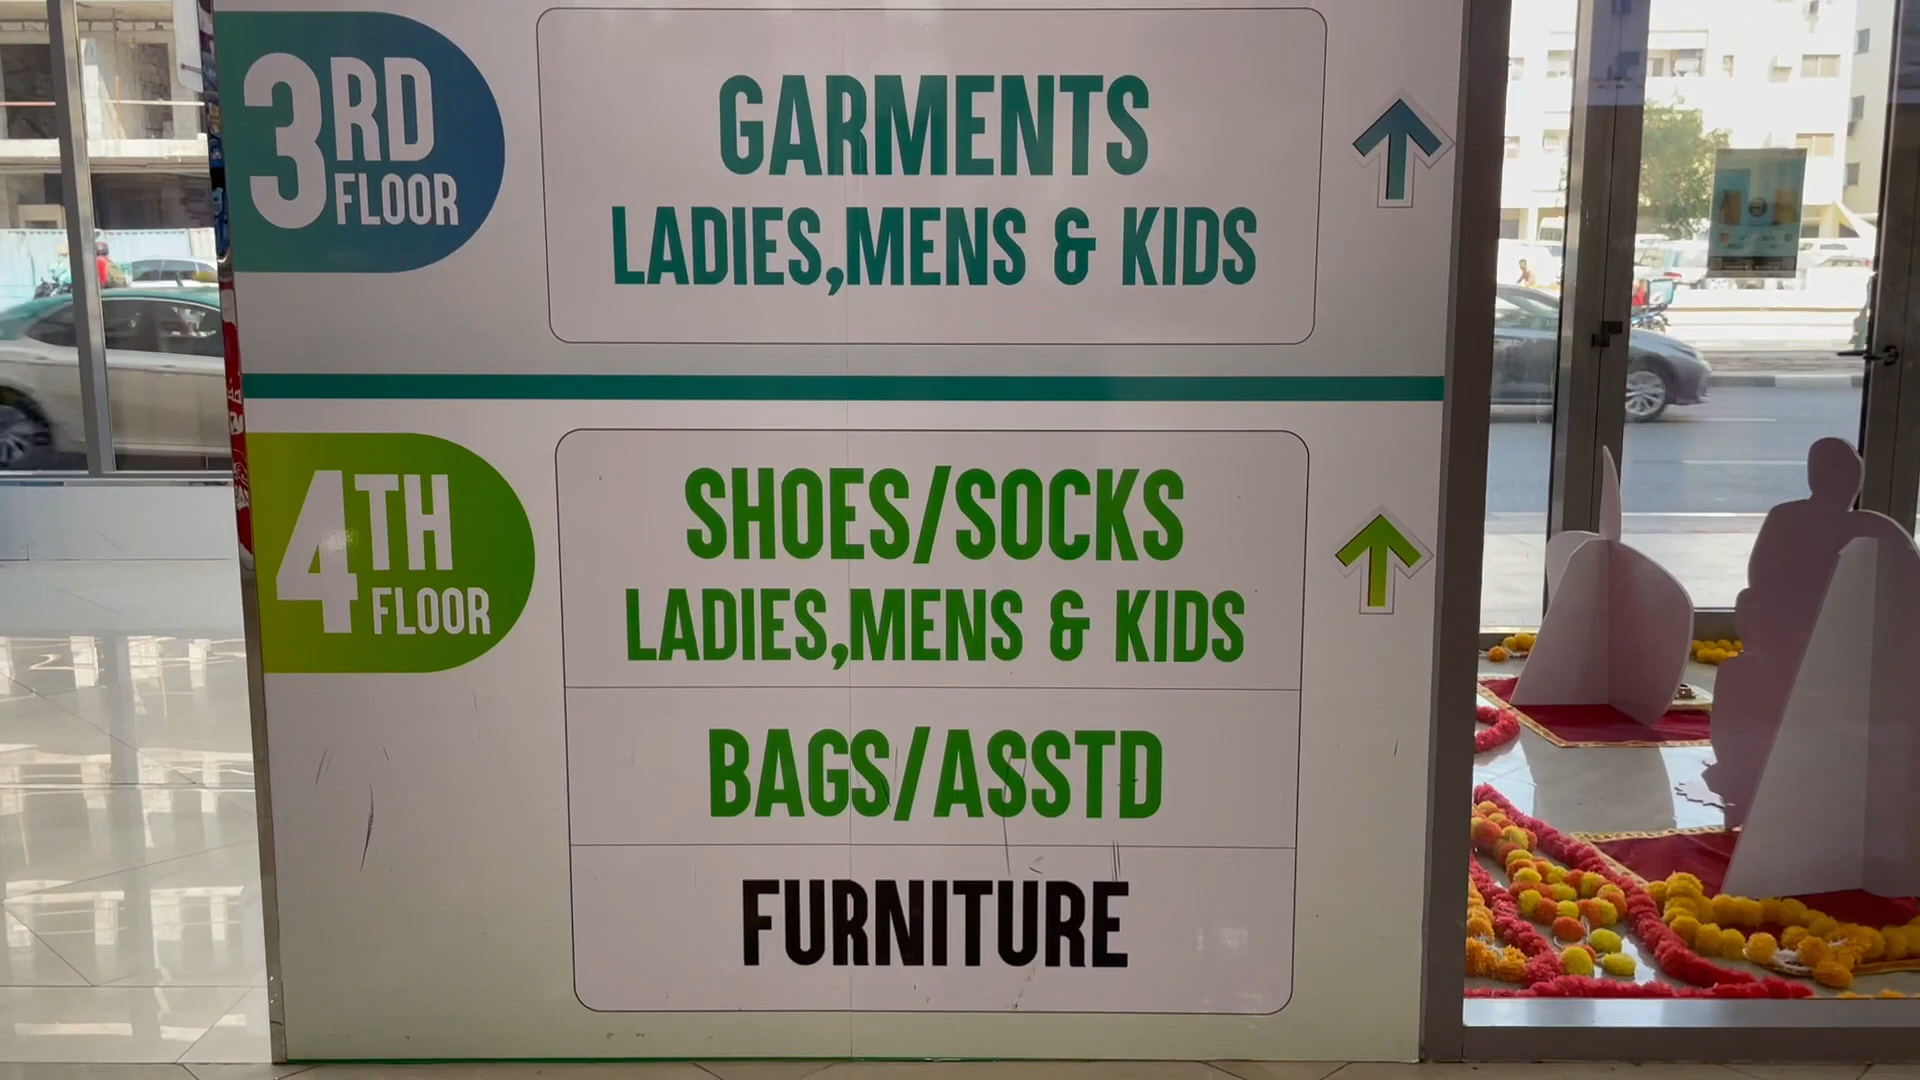 3RD
FLOOR
GARMENTS
LADIES,MENS & KIDS
4TH
FLOOR
SHOES/SOCKS
LADIES,MENS & KIDS
BAGS/ASSTD
FURNITURE